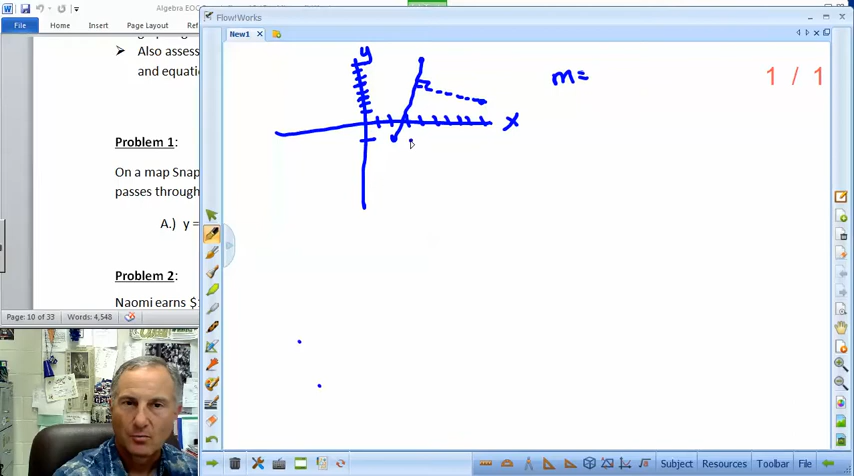 Algebra EOC
File Home Insert Page Layout
Flow!Works
New1
Also assess
and equatio
y
m=
1 / 1
x
Problem 1:
On a map Snap
passes through
A.) y =
Problem 2:
Naomi earns $
Page: 10 of 33 Words: 4,548
Subject Resources Toolbar File